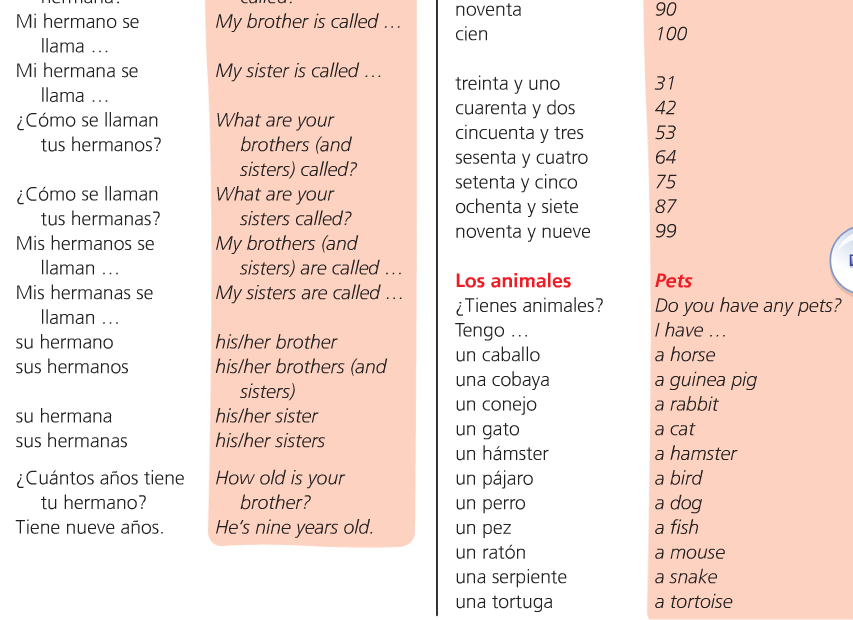 hermana? called?
Mi hermano se My brother is called …
llama …
Mi hermana se My sister is called …
llama …
¿Cómo se llaman What are your
tus hermanos? brothers (and
sisters) called?
¿Cómo se llaman What are your
tus hermanas? sisters called?
Mis hermanos se My brothers (and
llaman … sisters) are called …
Mis hermanas se My sisters are called …
llaman …
su hermano his/her brother
sus hermanos his/her brothers (and
sisters)
su hermana his/her sister
sus hermanas his/her sisters
¿Cuántos años tiene How old is your
tu hermano? brother?
Tiene nueve años. He's nine years old.
noventa 90
cien 100
treinta y uno 31
cuarenta y dos 42
cincuenta y tres 53
sesenta y cuatro 64
setenta y cinco 75
ochenta y siete 87
noventa y nueve 99
Los animales Pets
¿Tienes animales? Do you have any pets?
Tengo … I have …
un caballo a horse
una cobaya a guinea pig
un conejo a rabbit
un gato a cat
un hámster a hamster
un pájaro a bird
un perro a dog
un pez a fish
un ratón a mouse
una serpiente a snake
una tortuga a tortoise